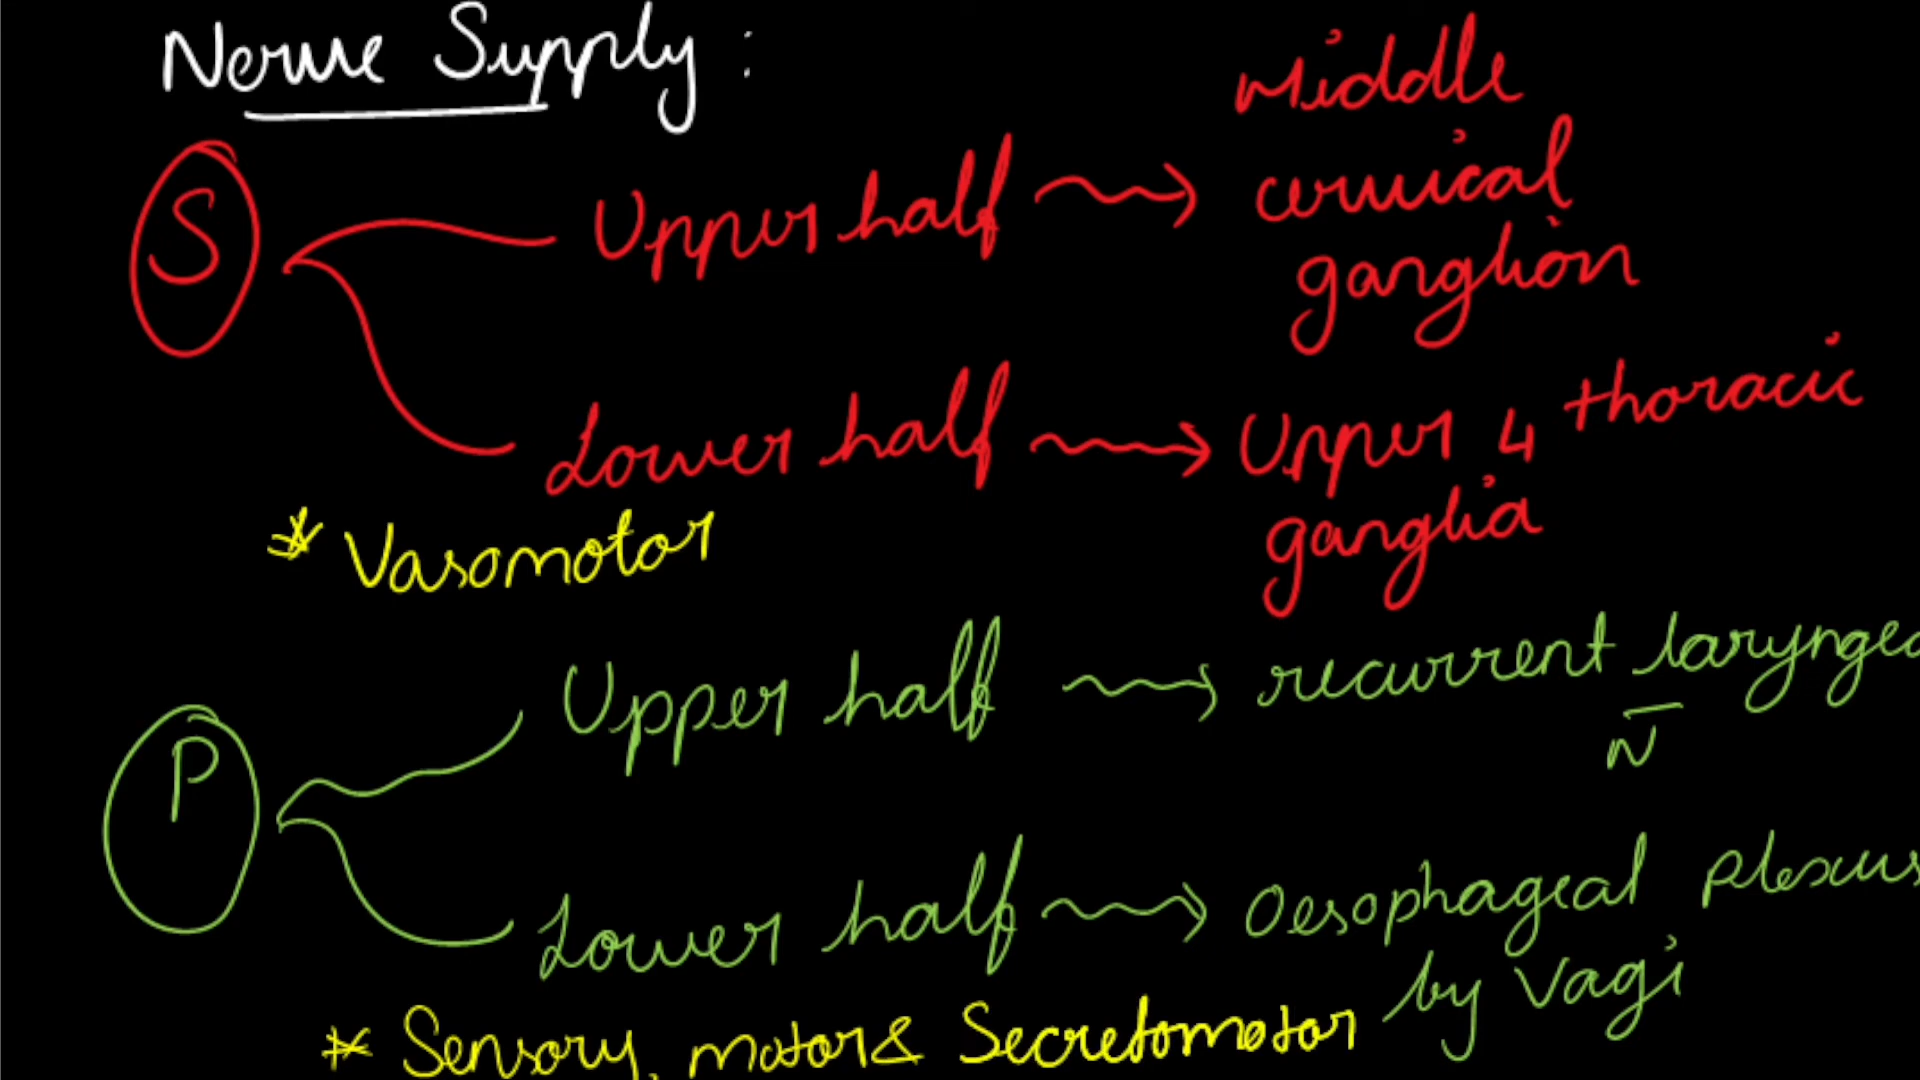 Nerve Supply :
S
Upper half → Middle
cervical
ganglion
Lower half → Upper 4 thoracic
ganglia
* Vasomotor
P
Upper half → recurrent laryngea
N
Lower half → Oesophageal plexus
by Vagi
* Sensory, motor & Secretomotor